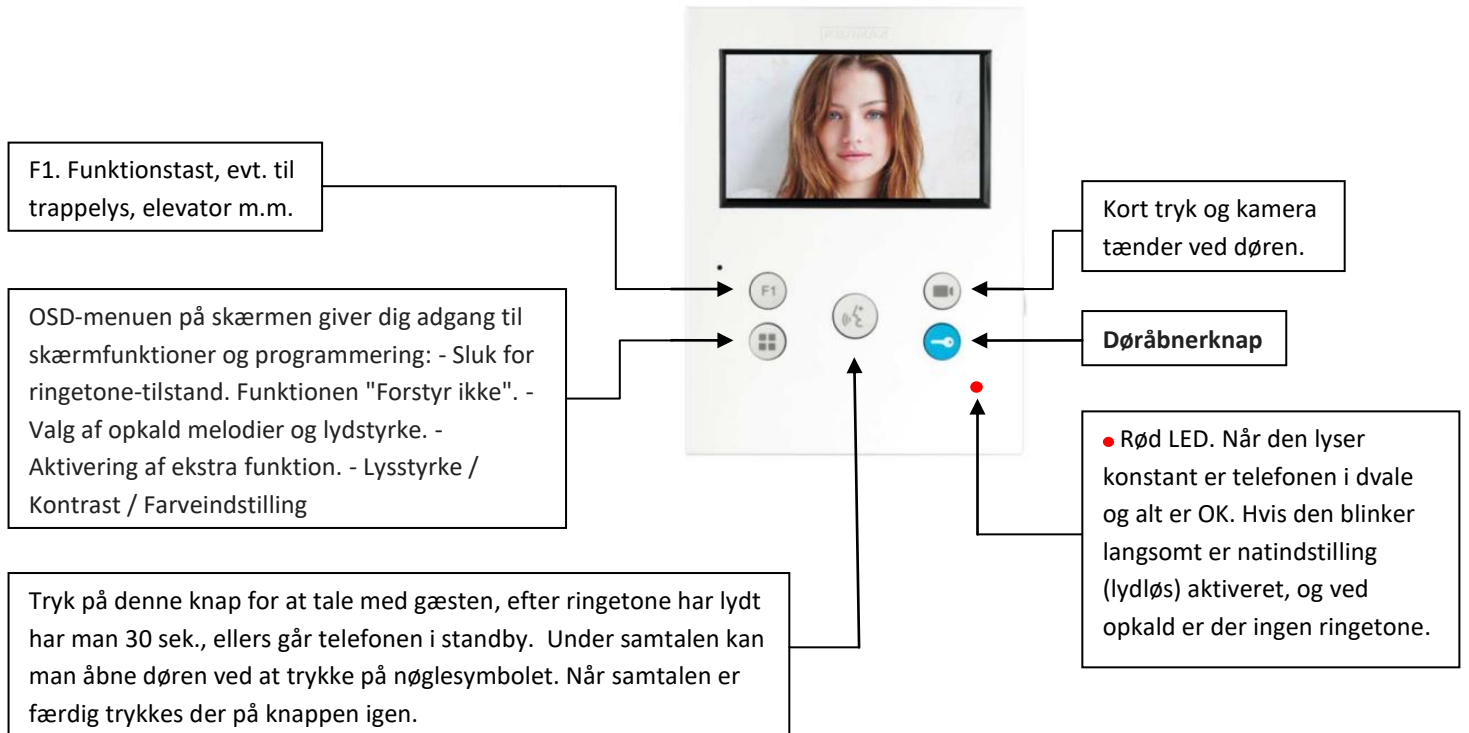 F1. Funktionstast, evt. til
trappelys, elevator m.m.
OSD-menuen på skærmen giver dig adgang til
skærmfunktioner og programmering: - Sluk for
ringetone-tilstand. Funktionen "Forstyr ikke". -
Valg af opkald melodier og lydstyrke. -
Aktivering af ekstra funktion. - Lysstyrke /
Kontrast / Farveindstilling
Tryk på denne knap for at tale med gæsten, efter ringetone har lydt
har man 30 sek., ellers går telefonen i standby.  Under samtalen kan
man åbne døren ved at trykke på nøglesymbolet. Når samtalen er
færdig trykkes der på knappen igen.
F1
Kort tryk og kamera
tænder ved døren.
Døråbnerknap
Rød LED. Når den lyser
konstant er telefonen i dvale
og alt er OK. Hvis den blinker
langsomt er natindstilling
(lydløs) aktiveret, og ved
opkald er der ingen ringetone.